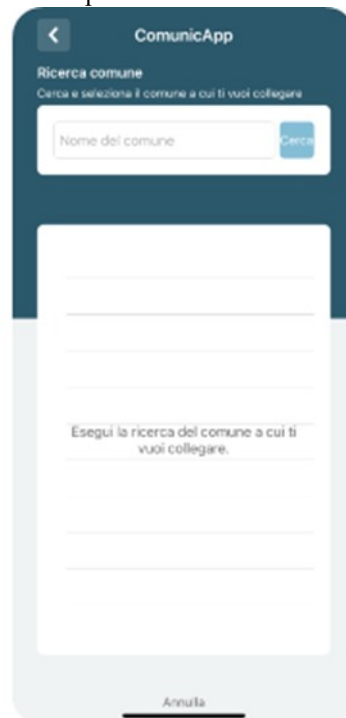 ComunicApp
Ricerca comune
Cerca e seleziona il comune a cui ti vuoi collegare
Nome del comune
Cerca
Esegui la ricerca del comune a cui ti
vuoi collegare.
Annulla